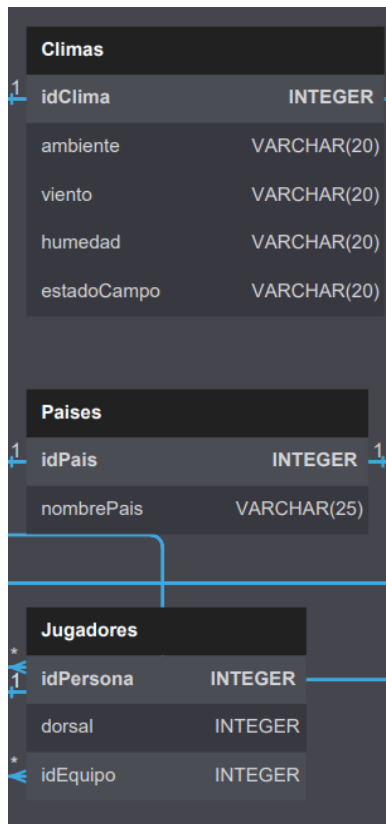 Climas
1 idClima INTEGER
ambiente VARCHAR(20)
viento VARCHAR(20)
humedad VARCHAR(20)
estadoCampo VARCHAR(20)
Paises
1 idPais INTEGER 1
nombrePais VARCHAR(25)
Jugadores
*
1 idPersona INTEGER
dorsal INTEGER
* idEquipo INTEGER